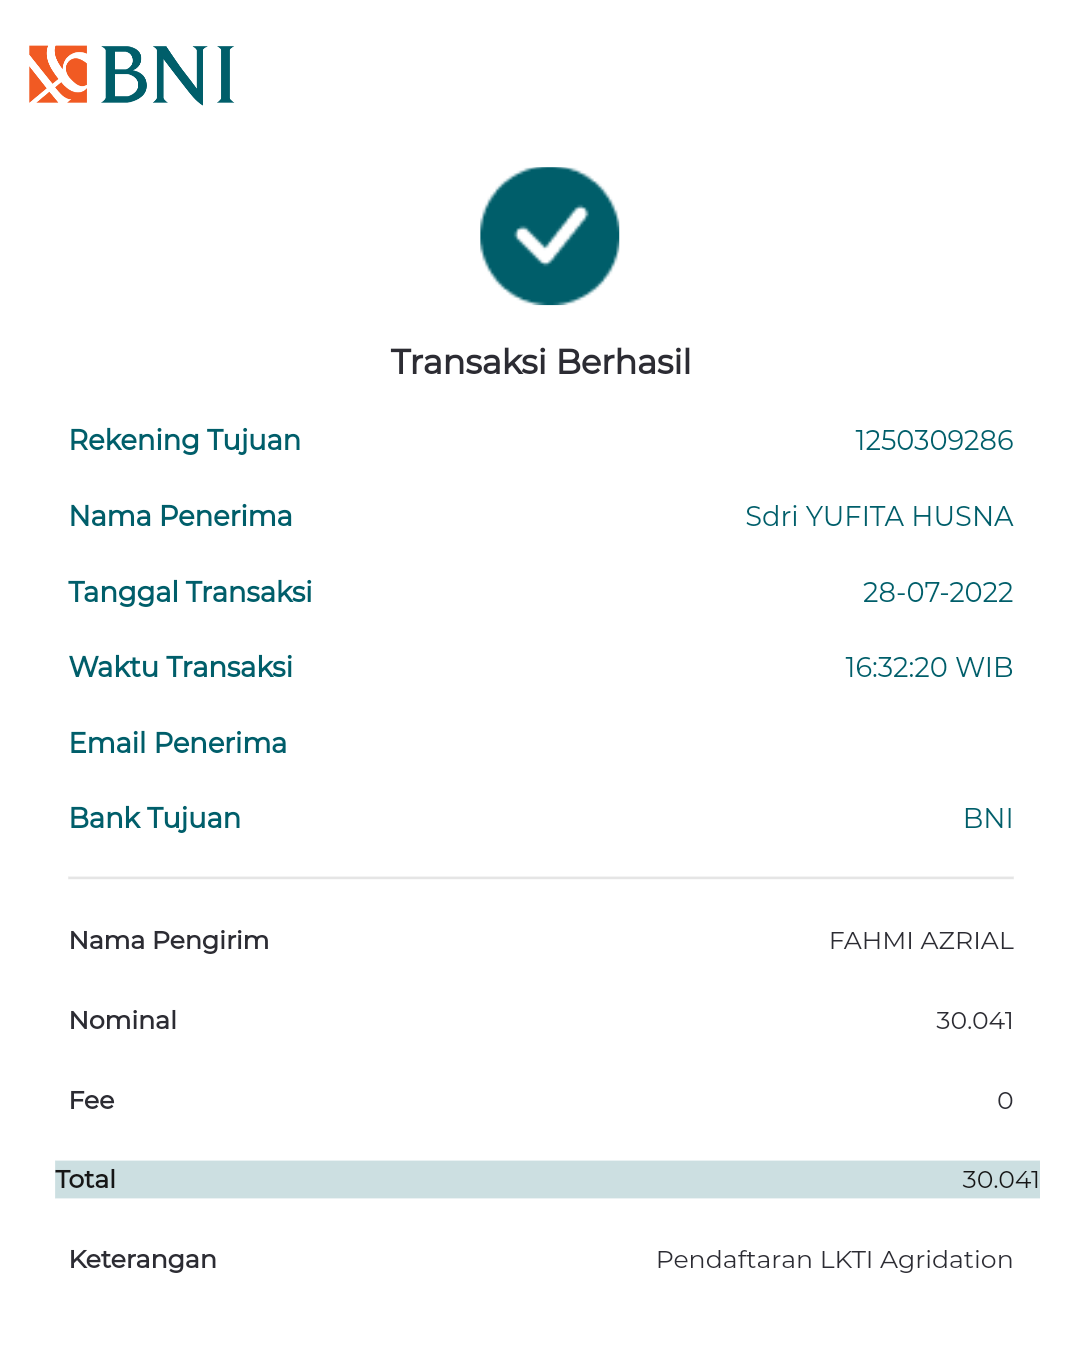 BNI
Transaksi Berhasil
Rekening Tujuan 1250309286
Nama Penerima Sdri YUFITA HUSNA
Tanggal Transaksi 28-07-2022
Waktu Transaksi 16:32:20 WIB
Email Penerima
Bank Tujuan BNI
Nama Pengirim FAHMI AZRIAL
Nominal 30.041
Fee 0
Total 30.041
Keterangan Pendaftaran LKTI Agridation